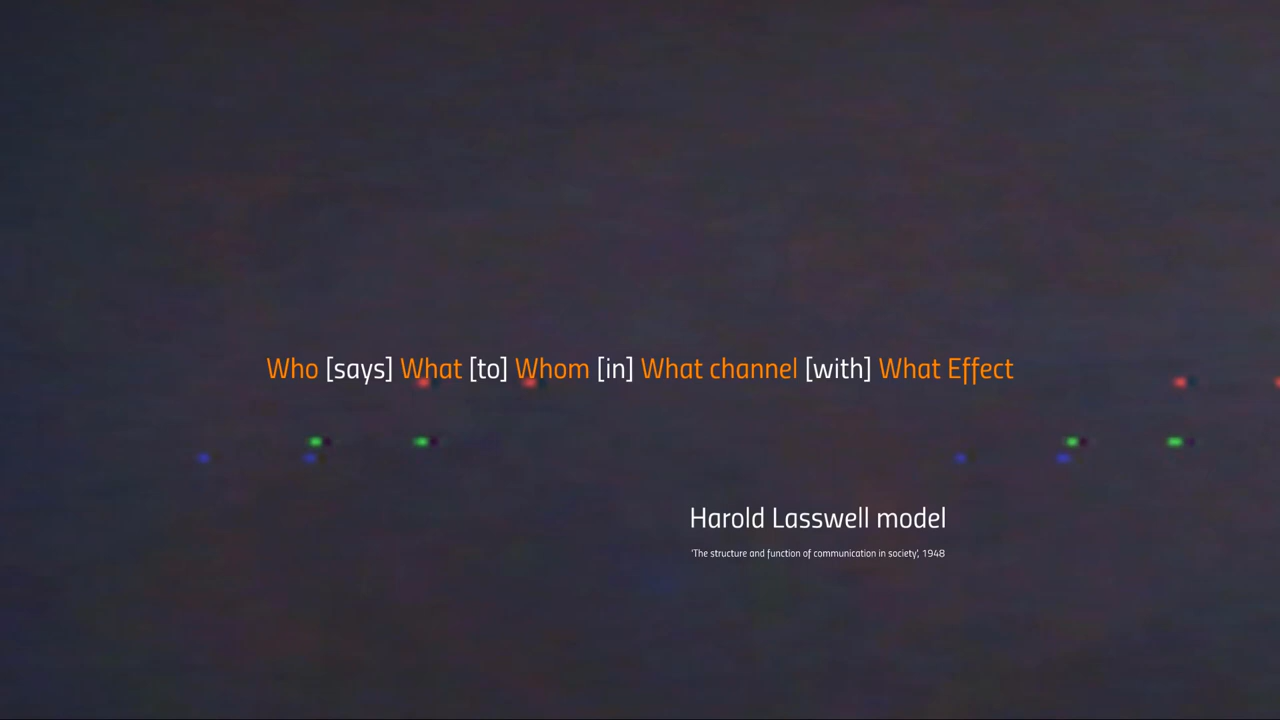 Who [says] What [to] Whom [in] What channel [with] What Effect
Harold Lasswell model
'The structure and function of communication in society', 1948